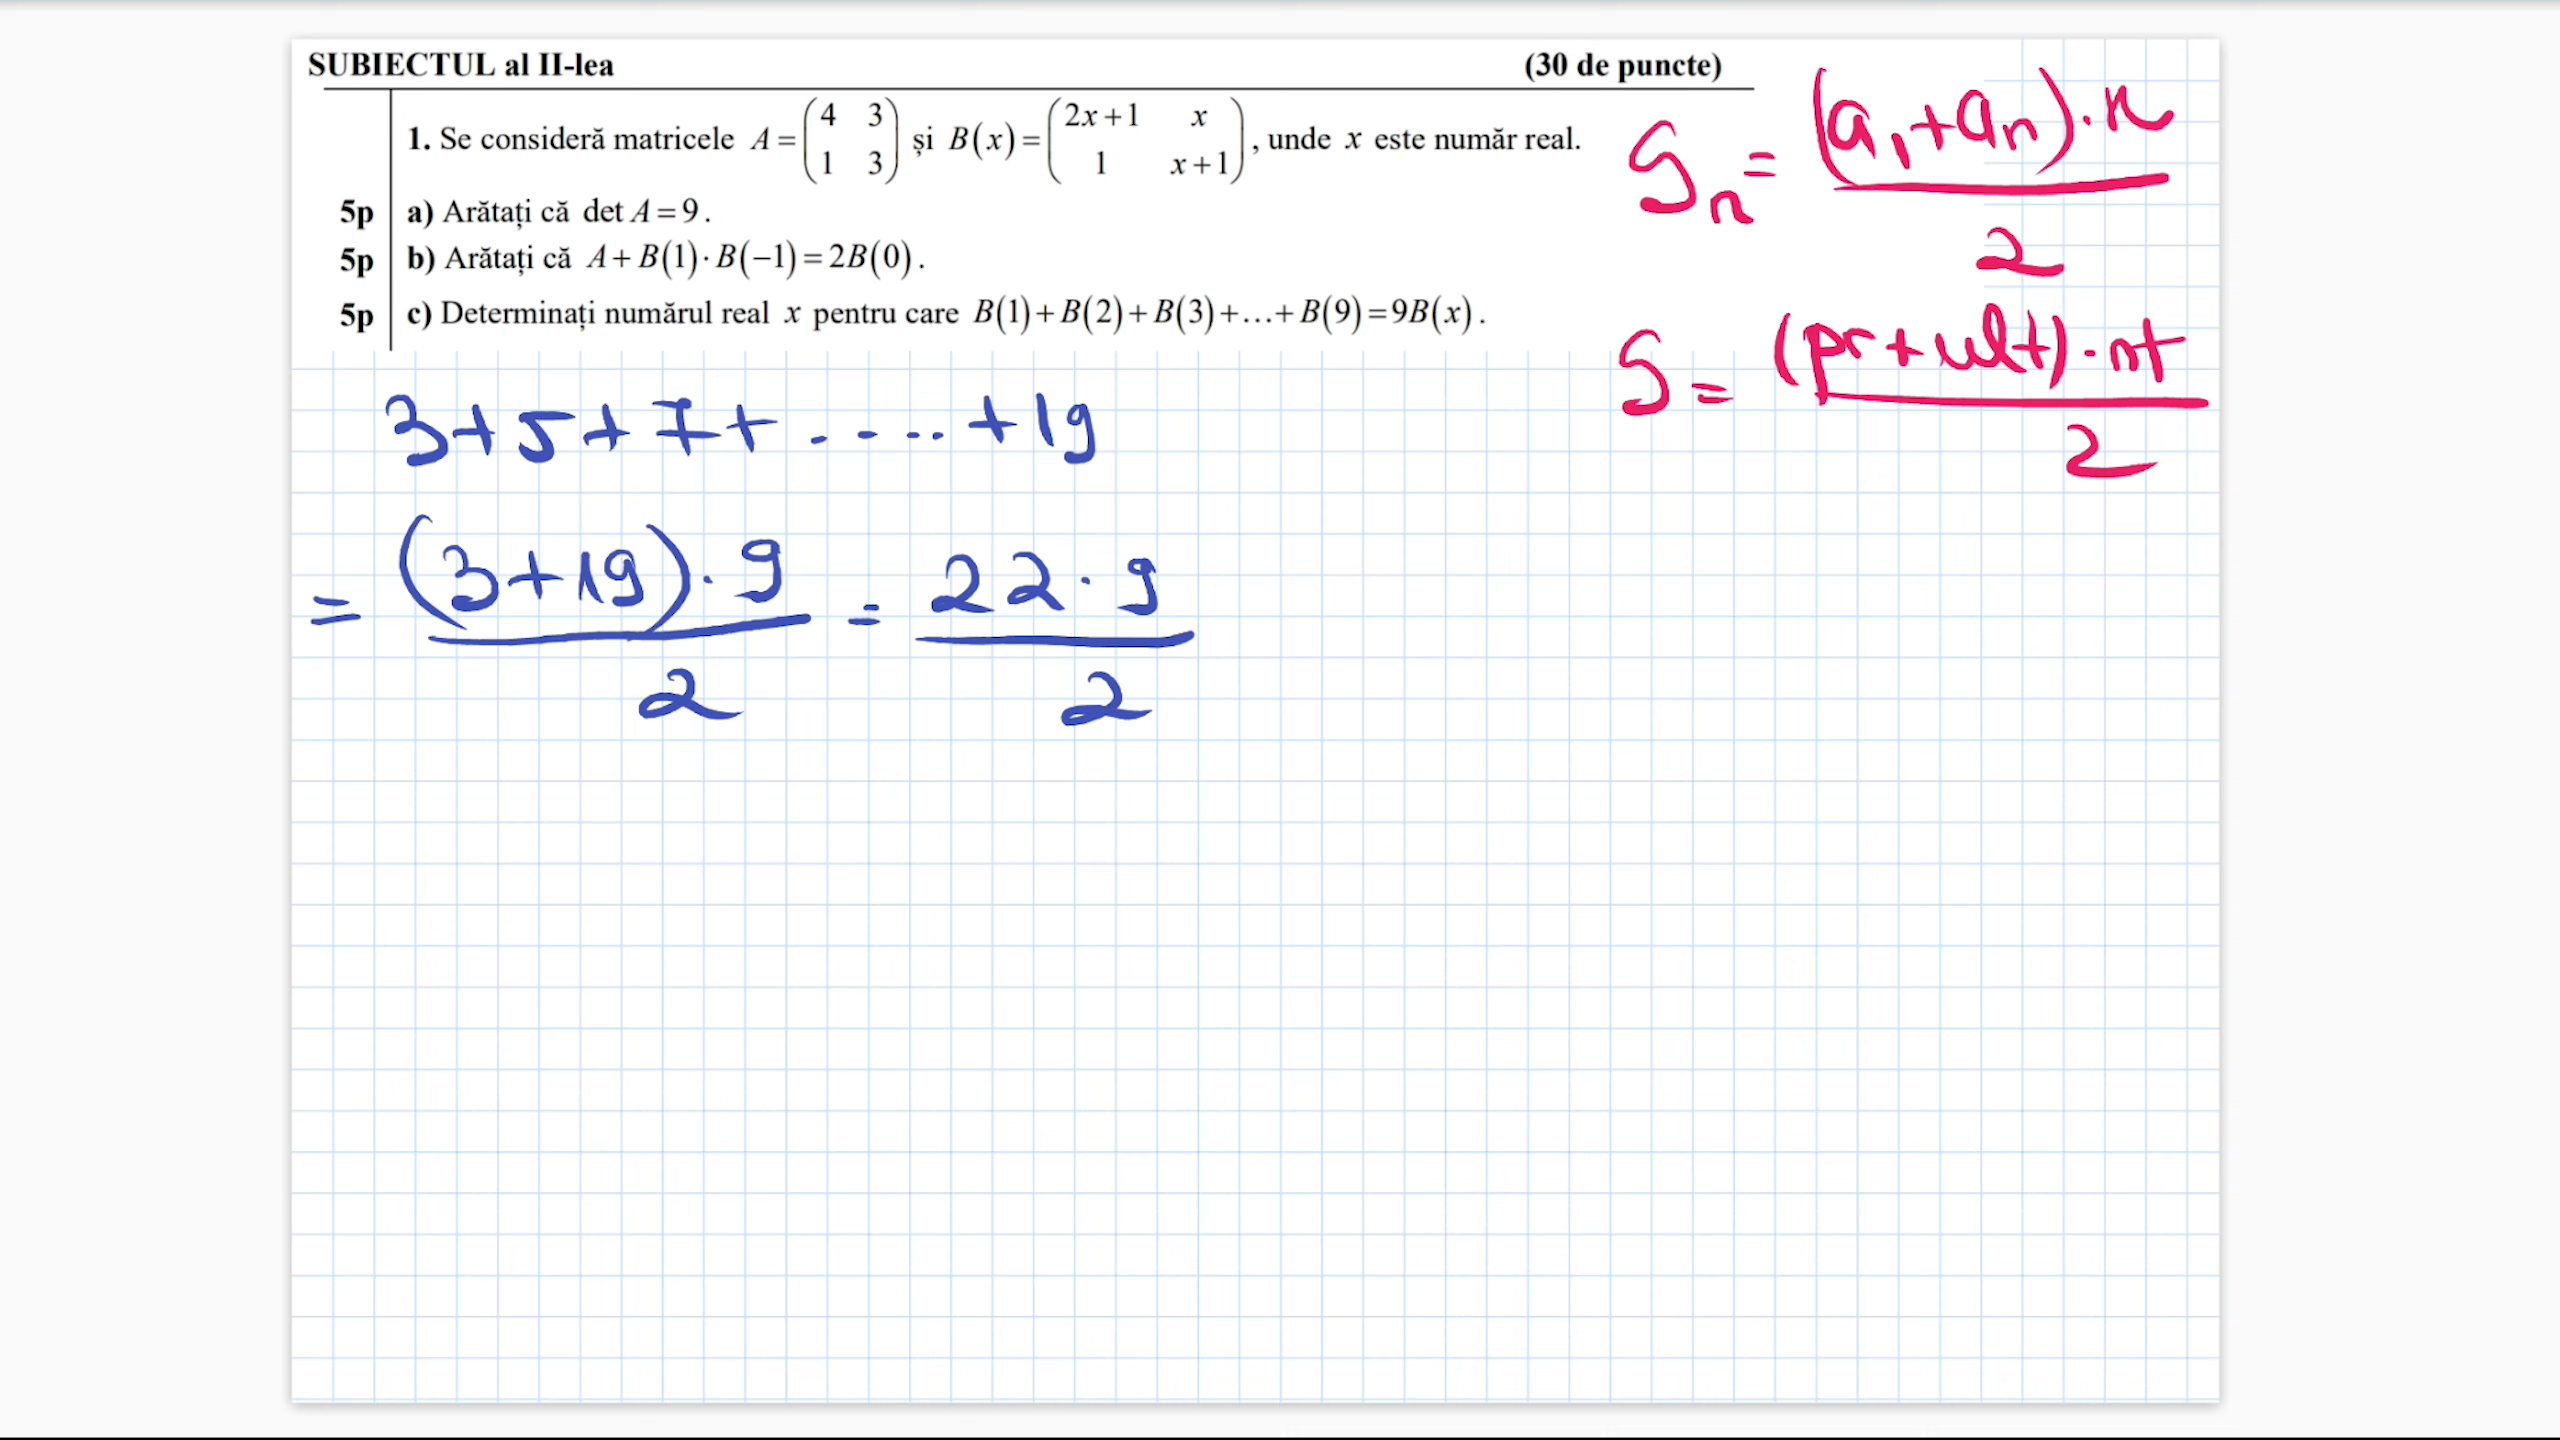 SUBIECTUL al II-lea (30 de puncte)
1. Se consideră matricele A = (4 3; 1 3) și B(x) = (2x+1 x; 1 x+1), unde x este număr real.
5p a) Arătați că det A = 9.
5p b) Arătați că A + B(1) · B(−1) = 2B(0).
5p c) Determinați numărul real x pentru care B(1) + B(2) + B(3) + … + B(9) = 9B(x).
Sn = (a1+an)·n / 2
S = (pr+ult)·nt / 2
3+5+7+.....+19
= (3+19)·9 / 2 = 22·9 / 2